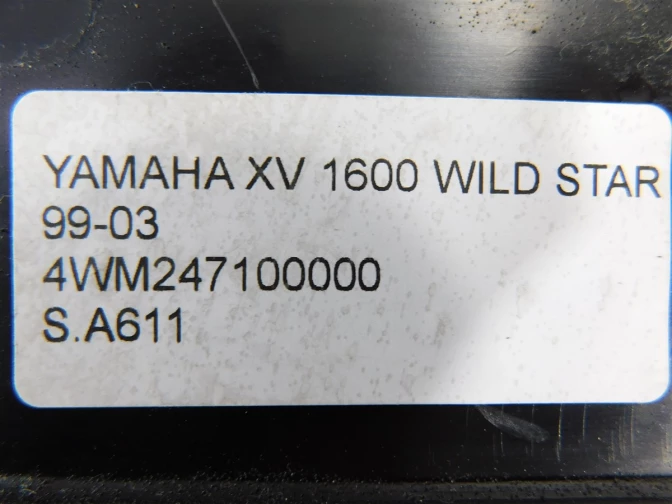 YAMAHA XV 1600 WILD STAR
99-03
4WM247100000
S.A611